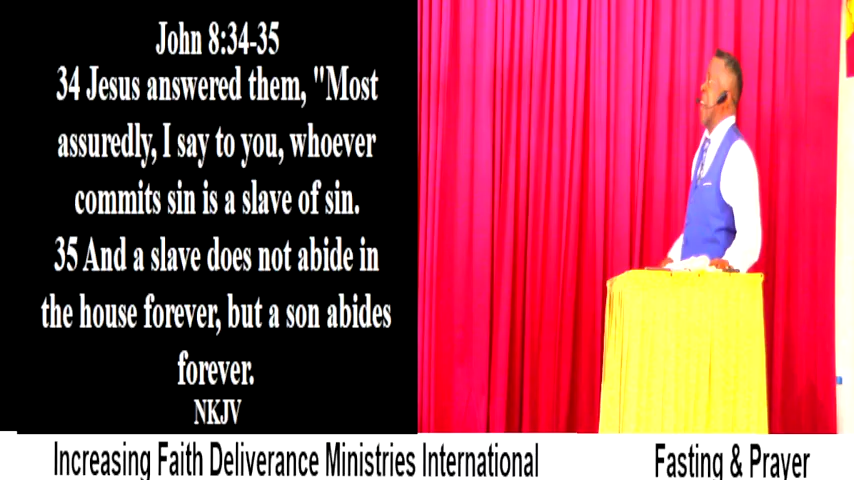 John 8:34-35
34 Jesus answered them, "Most
assuredly, I say to you, whoever
commits sin is a slave of sin.
35 And a slave does not abide in
the house forever, but a son abides
forever.
NKJV
Increasing Faith Deliverance Ministries International
Fasting & Prayer